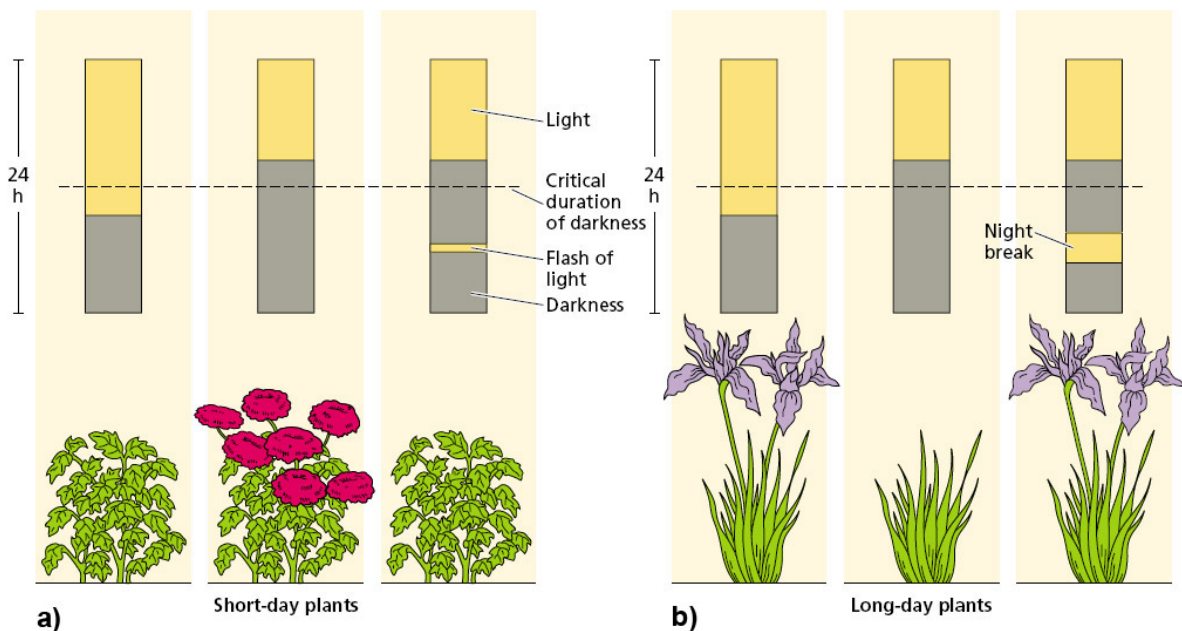 24
h
Light
Critical
duration
of darkness
Flash of
light
Darkness
Short-day plants
a)
24
h
Night
break
Long-day plants
b)